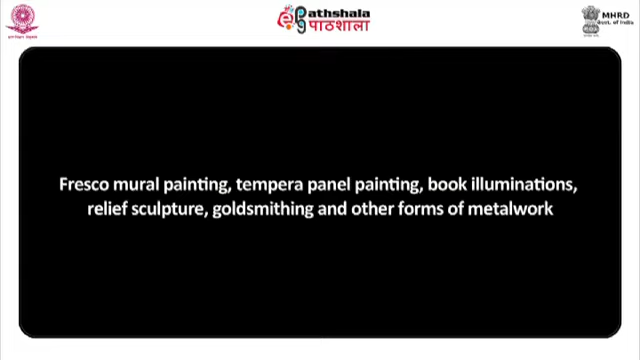 Pathshala
पाठशाला
MHRD
Govt. of India
Fresco mural painting, tempera panel painting, book illuminations,
relief sculpture, goldsmithing and other forms of metalwork